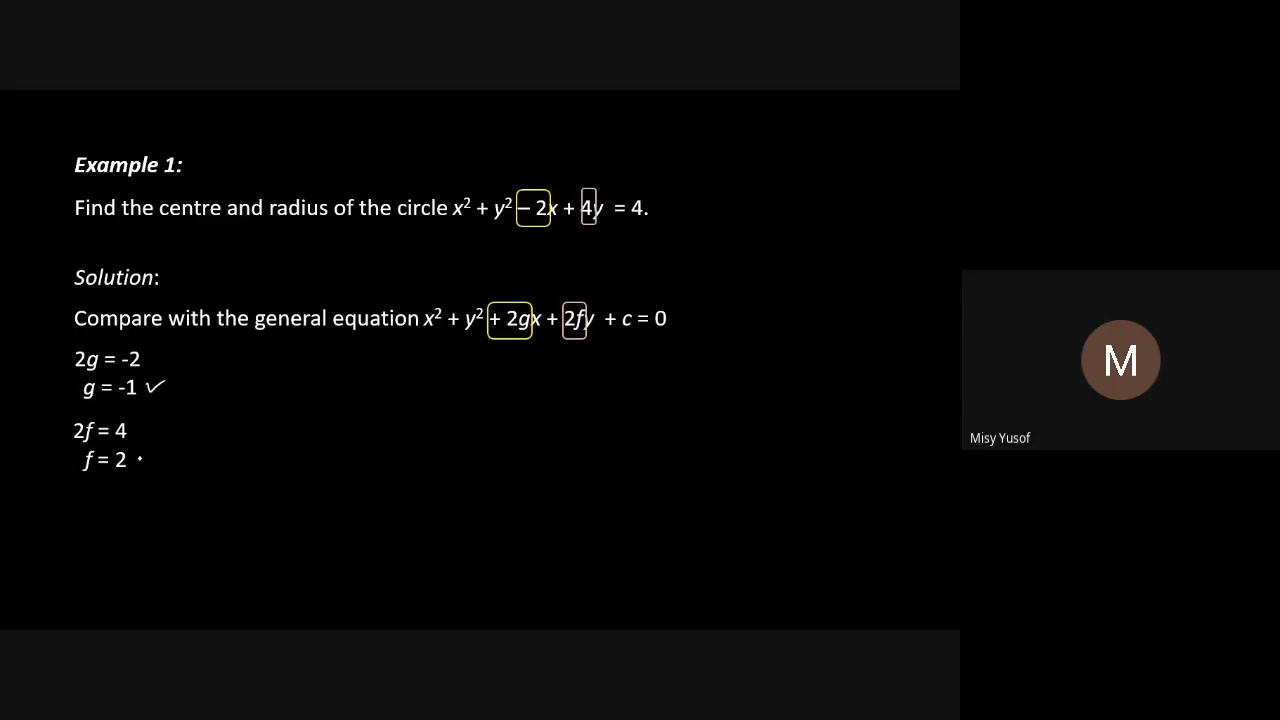 Example 1:
Find the centre and radius of the circle x² + y² – 2x + 4y = 4.
Solution:
Compare with the general equation x² + y² + 2gx + 2fy + c = 0
2g = -2
g = -1 ✓
2f = 4
f = 2
M
Misy Yusof